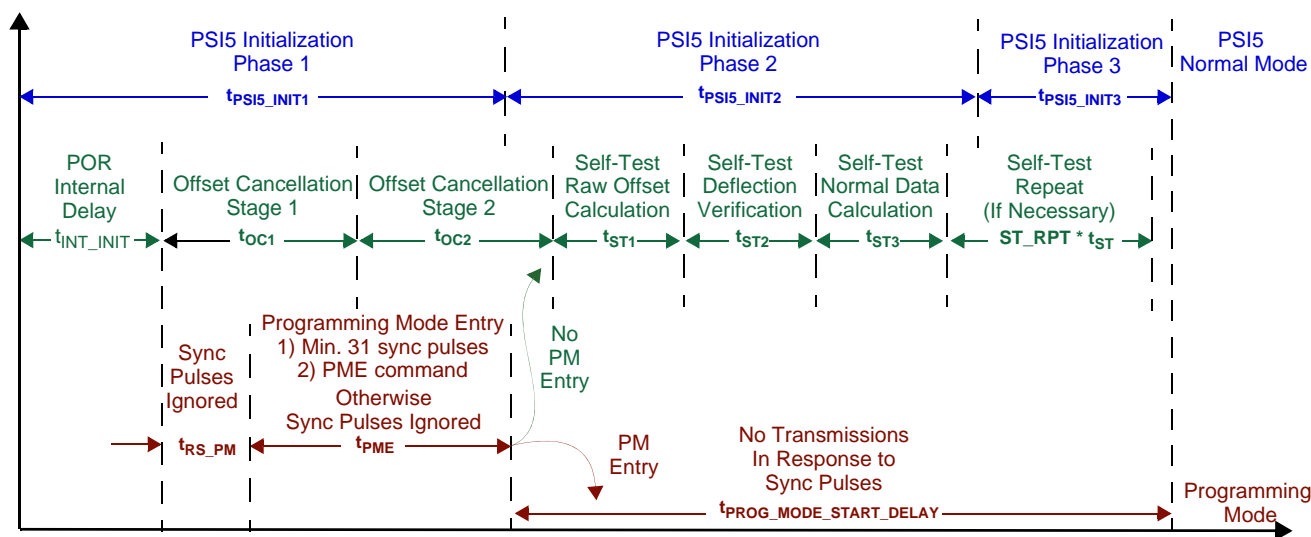 PSI5 Initialization
Phase 1
tPSI5_INIT1
PSI5 Initialization
Phase 2
tPSI5_INIT2
PSI5 Initialization
Phase 3
tPSI5_INIT3
PSI5
Normal Mode
POR
Internal
Delay
tINT_INIT
Offset Cancellation
Stage 1
tOC1
Offset Cancellation
Stage 2
tOC2
Self-Test
Raw Offset
Calculation
tST1
Self-Test
Deflection
Verification
tST2
Self-Test
Normal Data
Calculation
tST3
Self-Test
Repeat
(If Necessary)
ST_RPT * tST
Sync
Pulses
Ignored
tRS_PM
Programming Mode Entry
1) Min. 31 sync pulses
2) PME command
Otherwise
Sync Pulses Ignored
tPME
No
PM
Entry
PM
Entry
No Transmissions
In Response to
Sync Pulses
tPROG_MODE_START_DELAY
Programming
Mode